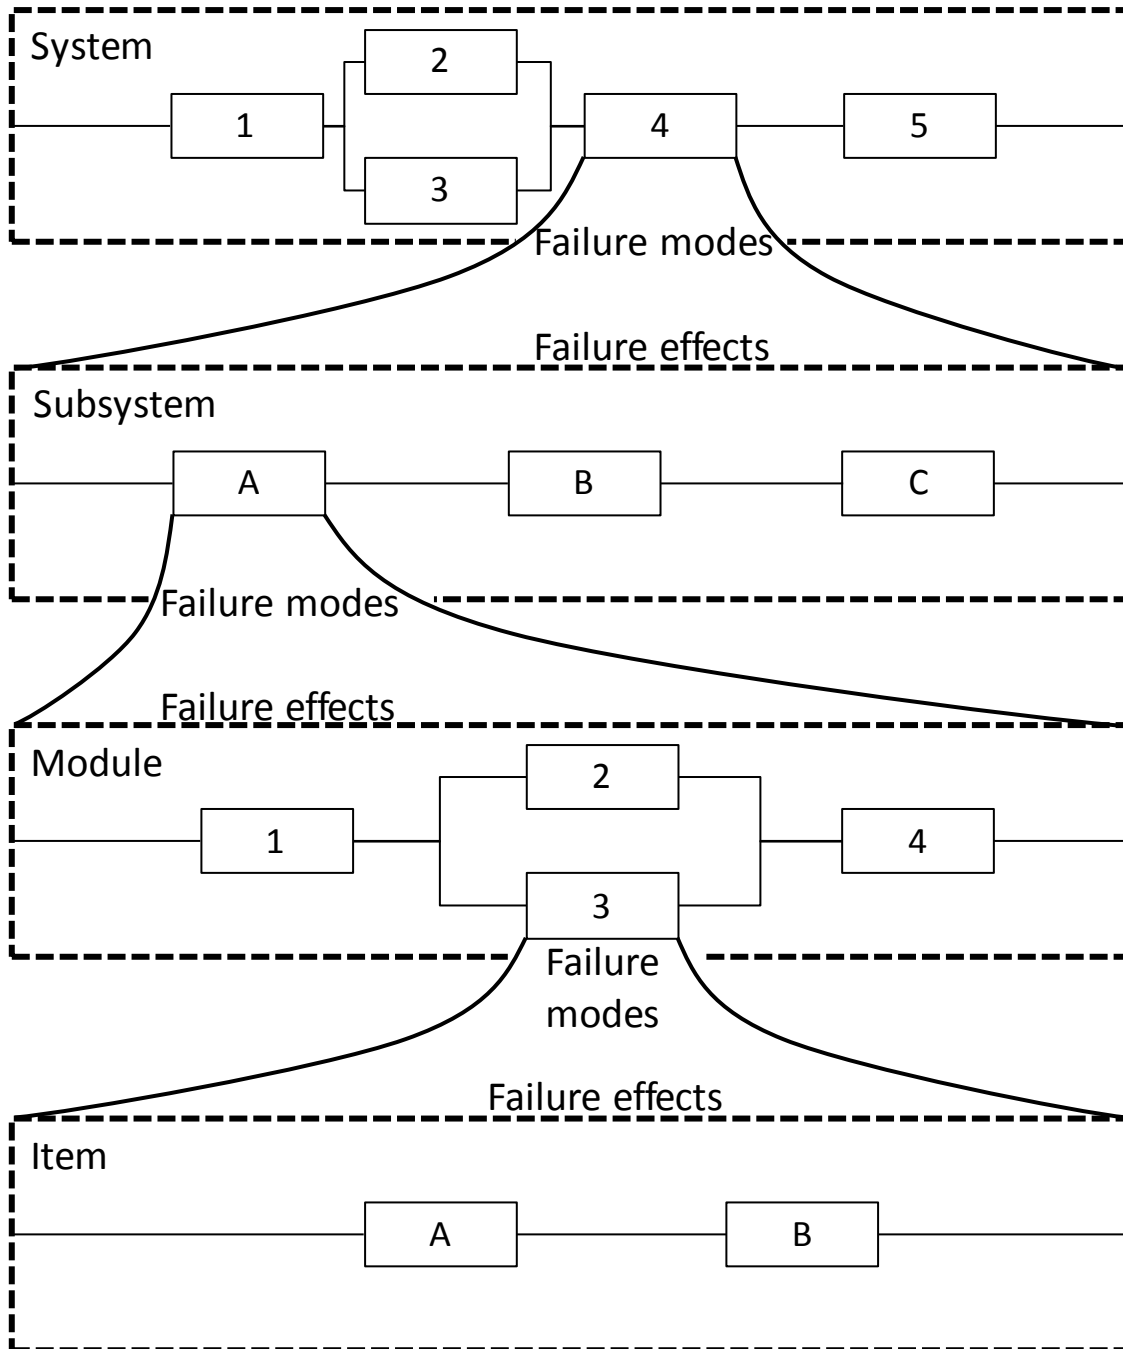 System
2
1
4
5
3
Failure modes
Failure effects
Subsystem
A
B
C
Failure modes
Failure effects
Module
2
1
4
3
Failure
modes
Failure effects
Item
A
B